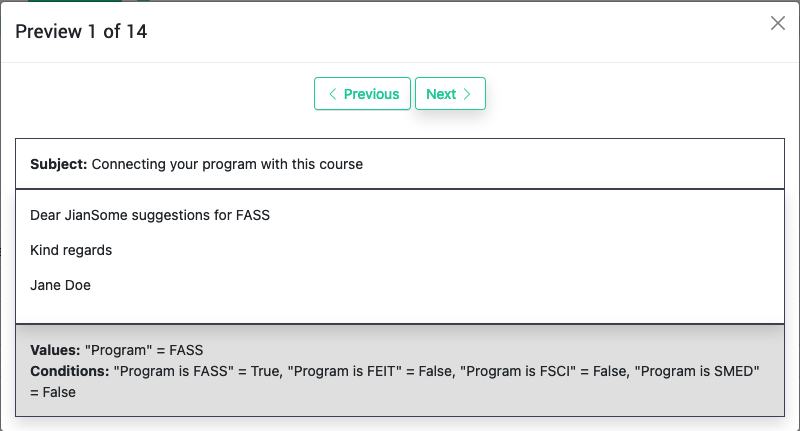 Preview 1 of 14
Previous
Next
Subject: Connecting your program with this course
Dear JianSome suggestions for FASS
Kind regards
Jane Doe
Values: "Program" = FASS
Conditions: "Program is FASS" = True, "Program is FEIT" = False, "Program is FSCI" = False, "Program is SMED"
= False